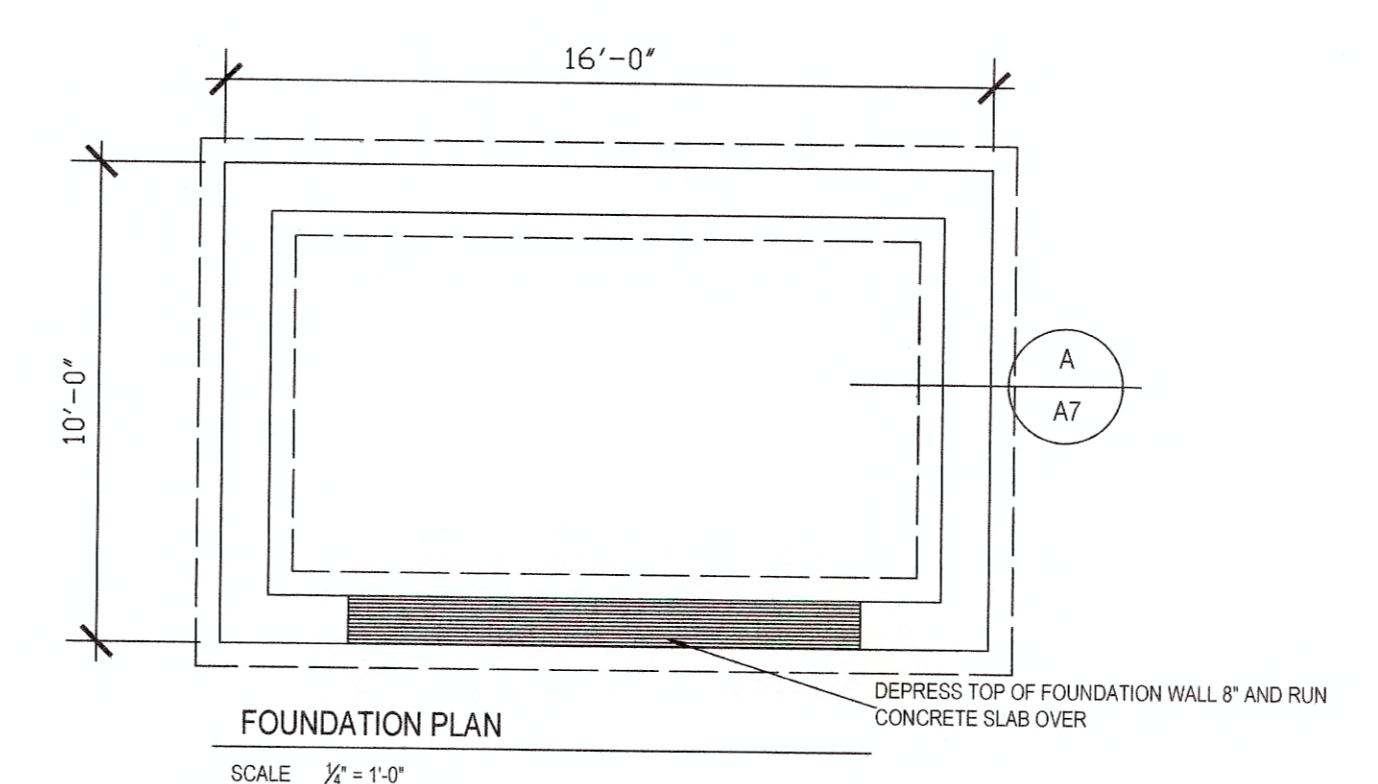 16'-0"
10'-0"
A
A7
DEPRESS TOP OF FOUNDATION WALL 8" AND RUN
CONCRETE SLAB OVER
FOUNDATION PLAN
SCALE ¼" = 1'-0"